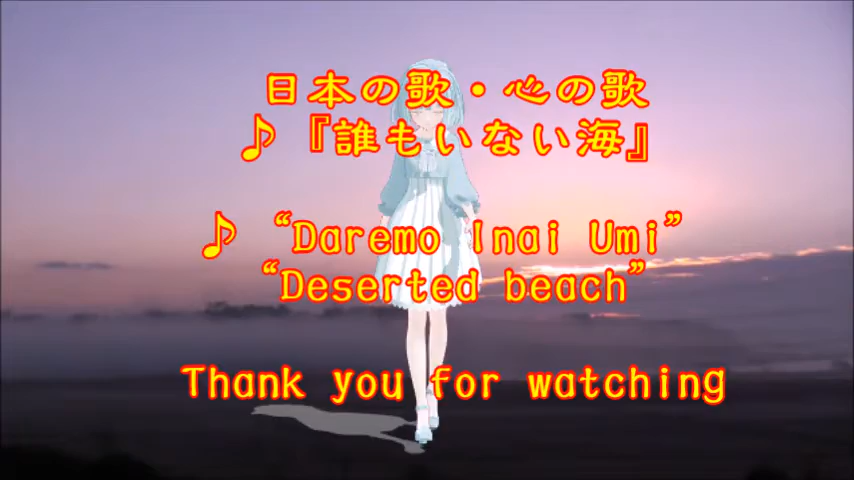 日本の歌・心の歌
♪『誰もいない海』
♪ “Daremo Inai Umi”
“Deserted beach”
Thank you for watching